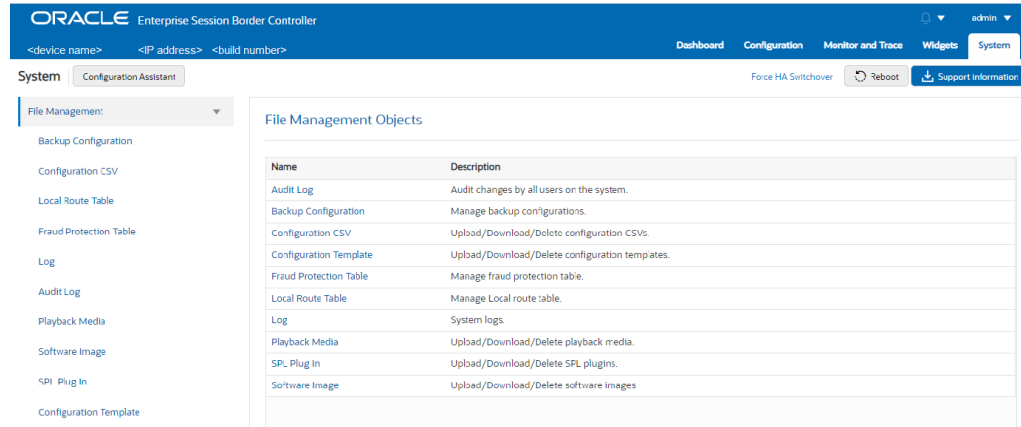 ORACLE Enterprise Session Border Controller
admin
<device name> <IP address> <build number>
Dashboard Configuration Monitor and Trace Widgets System
System Configuration Assistant
Force HA Switchover Reboot Support information
File Management
Backup Configuration
Configuration CSV
Local Route Table
Fraud Protection Table
Log
Audit Log
Playback Media
Software Image
SPL Plug In
Configuration Template
File Management Objects
Name Description
Audit Log Audit changes by all users on the system.
Backup Configuration Manage backup configurations.
Configuration CSV Upload/Download/Delete configuration CSVs.
Configuration Template Upload/Download/Delete configuration templates.
Fraud Protection Table Manage fraud protection table.
Local Route Table Manage Local route table.
Log System logs.
Playback Media Upload/Download/Delete playback media.
SPL Plug In Upload/Download/Delete SPL plugins.
Software Image Upload/Download/Delete software images